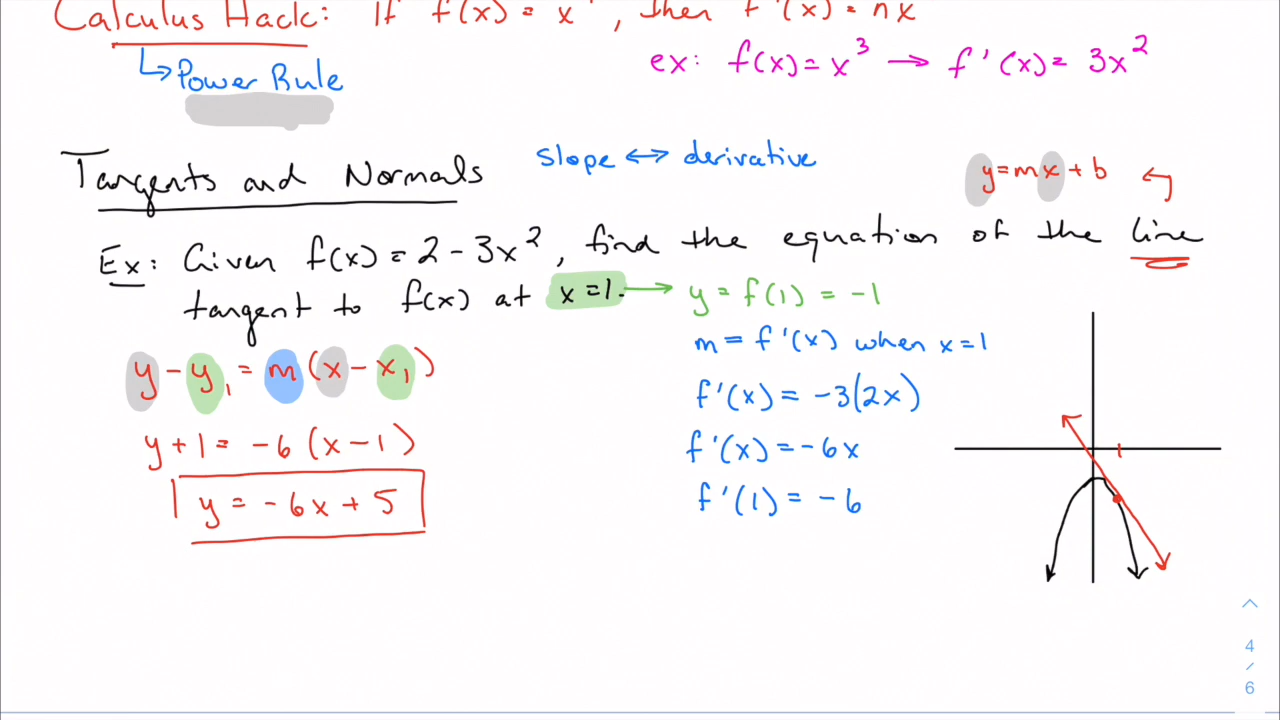 Calculus Hack: If f(x) = x , then f'(x) = nx
Power Rule
ex: f(x) = x³ → f'(x) = 3x²
Tangents and Normals
slope ↔ derivative
y = mx + b
Ex: Given f(x) = 2 - 3x², find the equation of the line
tangent to f(x) at x = 1. → y = f(1) = -1
m = f'(x) when x = 1
y - y₁ = m(x - x₁)
f'(x) = -3(2x)
y + 1 = -6(x - 1)
f'(x) = -6x
y = -6x + 5
f'(1) = -6
4
/
6